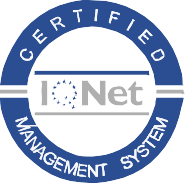 CERTIFIED
IQNet
MANAGEMENT SYSTEM